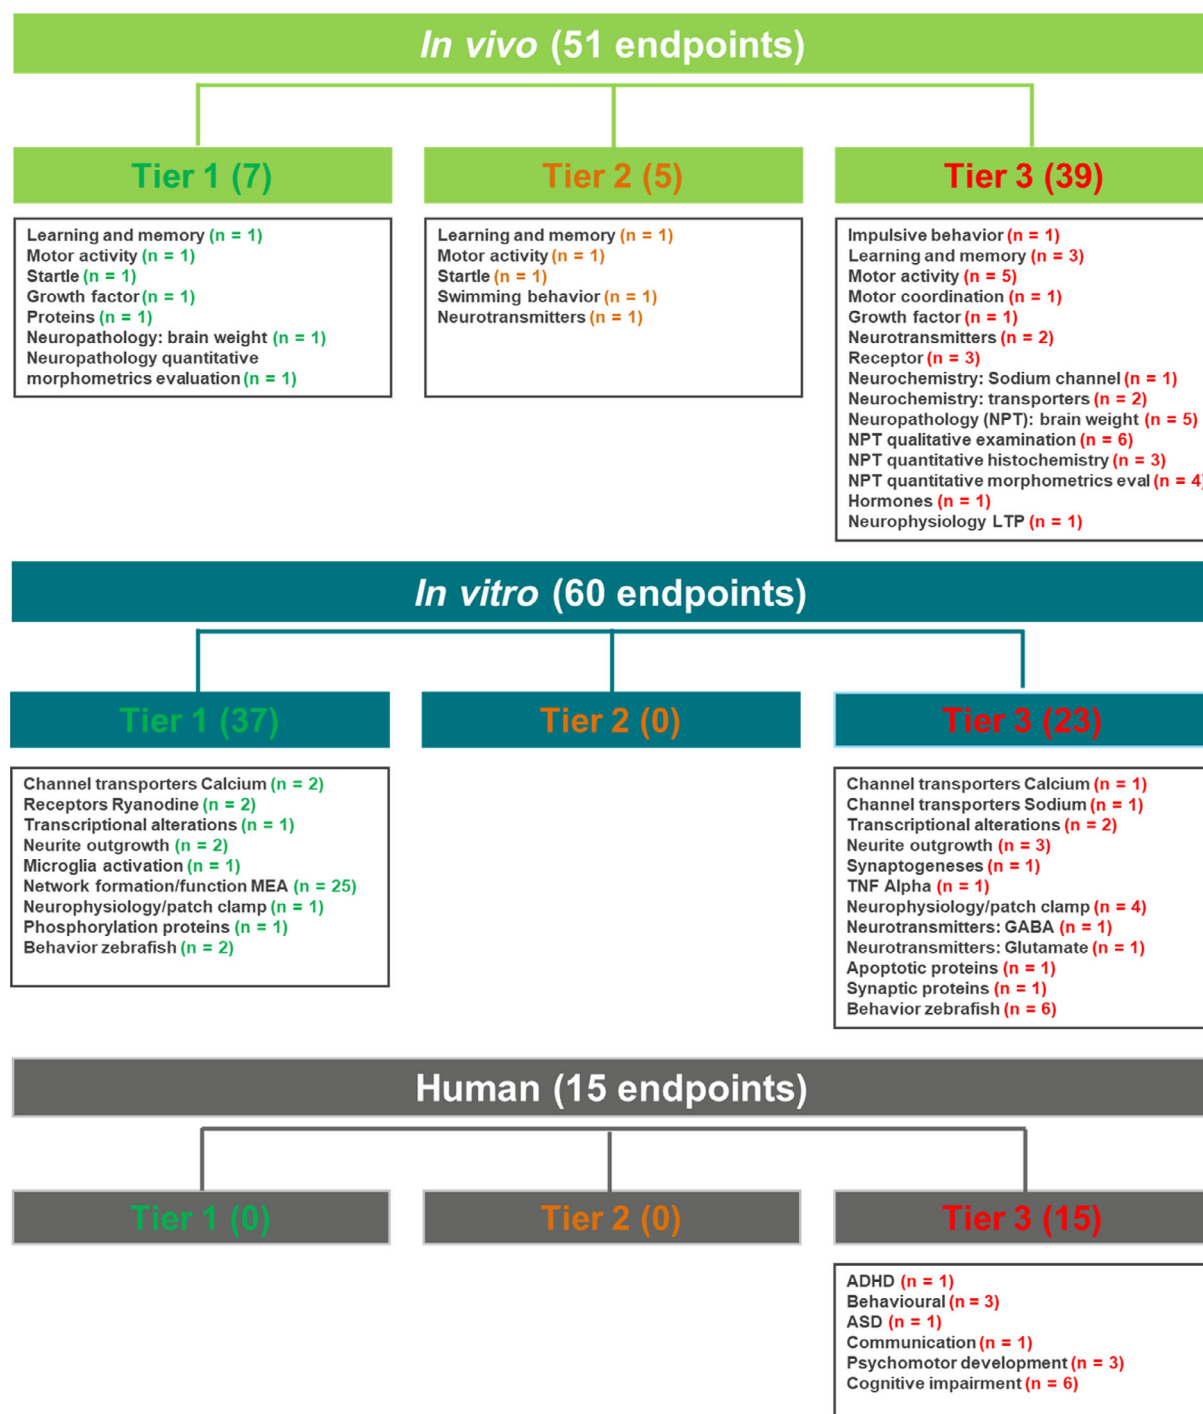 In vivo (51 endpoints)
Tier 1 (7)
Learning and memory (n = 1)
Motor activity (n = 1)
Startle (n = 1)
Growth factor (n = 1)
Proteins (n = 1)
Neuropathology: brain weight (n = 1)
Neuropathology quantitative
morphometrics evaluation (n = 1)
Tier 2 (5)
Learning and memory (n = 1)
Motor activity (n = 1)
Startle (n = 1)
Swimming behavior (n = 1)
Neurotransmitters (n = 1)
Tier 3 (39)
Impulsive behavior (n = 1)
Learning and memory (n = 3)
Motor activity (n = 5)
Motor coordination (n = 1)
Growth factor (n = 1)
Neurotransmitters (n = 2)
Receptor (n = 3)
Neurochemistry: Sodium channel (n = 1)
Neurochemistry: transporters (n = 2)
Neuropathology (NPT): brain weight (n = 5)
NPT qualitative examination (n = 6)
NPT quantitative histochemistry (n = 3)
NPT quantitative morphometrics eval (n = 4)
Hormones (n = 1)
Neurophysiology LTP (n = 1)
In vitro (60 endpoints)
Tier 1 (37)
Channel transporters Calcium (n = 2)
Receptors Ryanodine (n = 2)
Transcriptional alterations (n = 1)
Neurite outgrowth (n = 2)
Microglia activation (n = 1)
Network formation/function MEA (n = 25)
Neurophysiology/patch clamp (n = 1)
Phosphorylation proteins (n = 1)
Behavior zebrafish (n = 2)
Tier 2 (0)
Tier 3 (23)
Channel transporters Calcium (n = 1)
Channel transporters Sodium (n = 1)
Transcriptional alterations (n = 2)
Neurite outgrowth (n = 3)
Synaptogeneses (n = 1)
TNF Alpha (n = 1)
Neurophysiology/patch clamp (n = 4)
Neurotransmitters: GABA (n = 1)
Neurotransmitters: Glutamate (n = 1)
Apoptotic proteins (n = 1)
Synaptic proteins (n = 1)
Behavior zebrafish (n = 6)
Human (15 endpoints)
Tier 1 (0)
Tier 2 (0)
Tier 3 (15)
ADHD (n = 1)
Behavioural (n = 3)
ASD (n = 1)
Communication (n = 1)
Psychomotor development (n = 3)
Cognitive impairment (n = 6)